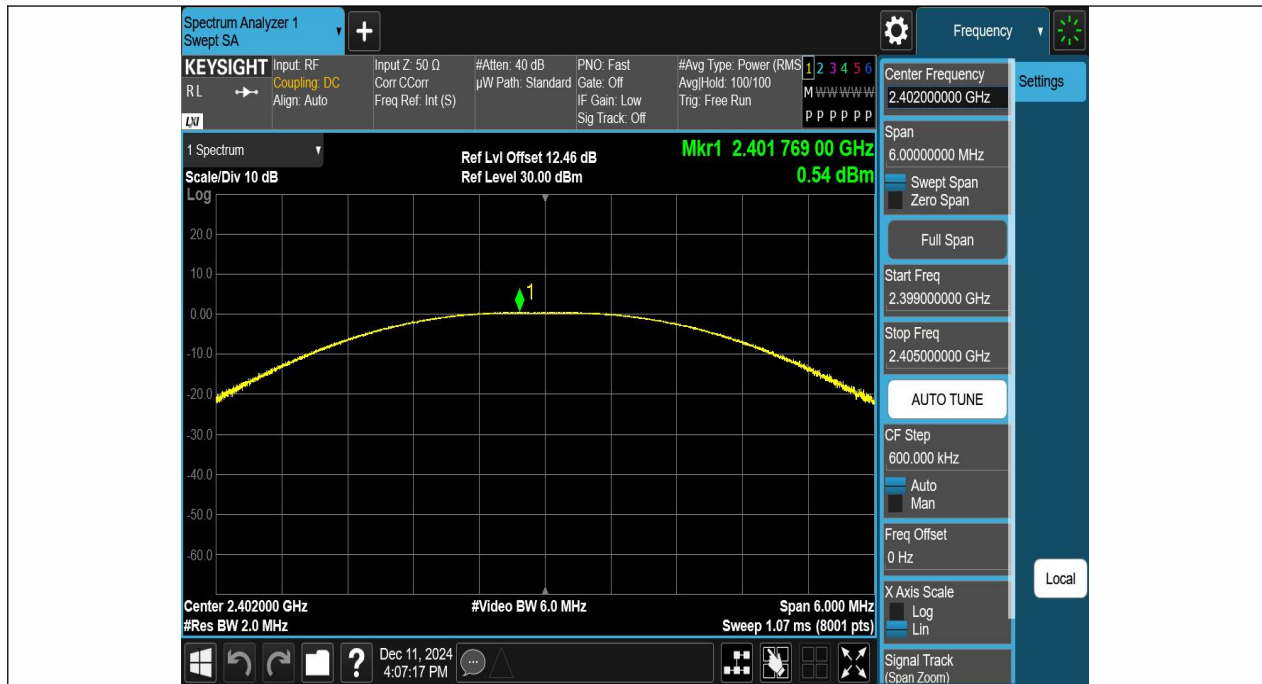 Spectrum Analyzer 1
Swept SA
+
Frequency
KEYSIGHT
R L
LXI
Input: RF
Coupling: DC
Align: Auto
Input Z: 50 Ω
Corr CCorr
Freq Ref: Int (S)
#Atten: 40 dB
µW Path: Standard
PNO: Fast
Gate: Off
IF Gain: Low
Sig Track: Off
#Avg Type: Power (RMS
Avg|Hold: 100/100
Trig: Free Run
1 2 3 4 5 6
M W W W W W
P P P P P P
1 Spectrum
Scale/Div 10 dB
Log
Ref Lvl Offset 12.46 dB
Ref Level 30.00 dBm
Mkr1 2.401 769 00 GHz
0.54 dBm
20.0
10.0
0.00
-10.0
-20.0
-30.0
-40.0
-50.0
-60.0
1
Center 2.402000 GHz
#Res BW 2.0 MHz
#Video BW 6.0 MHz
Span 6.000 MHz
Sweep 1.07 ms (8001 pts)
Center Frequency
2.402000000 GHz
Settings
Span
6.00000000 MHz
Swept Span
Zero Span
Full Span
Start Freq
2.399000000 GHz
Stop Freq
2.405000000 GHz
AUTO TUNE
CF Step
600.000 kHz
Auto
Man
Freq Offset
0 Hz
X Axis Scale
Log
Lin
Local
Signal Track
(Span Zoom)
?
Dec 11, 2024
4:07:17 PM